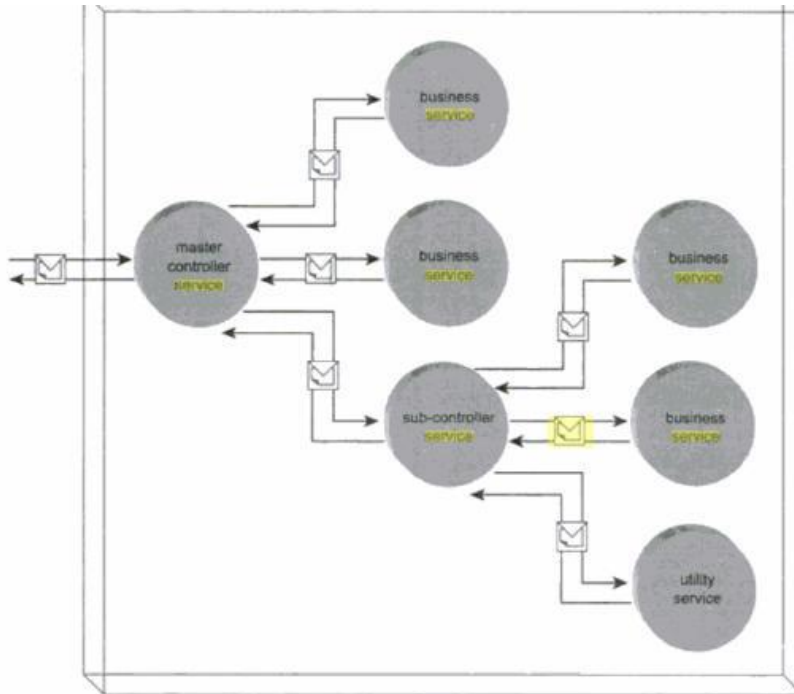 business
service
master
controller
service
business
service
business
service
sub-controller
service
business
service
utility
service